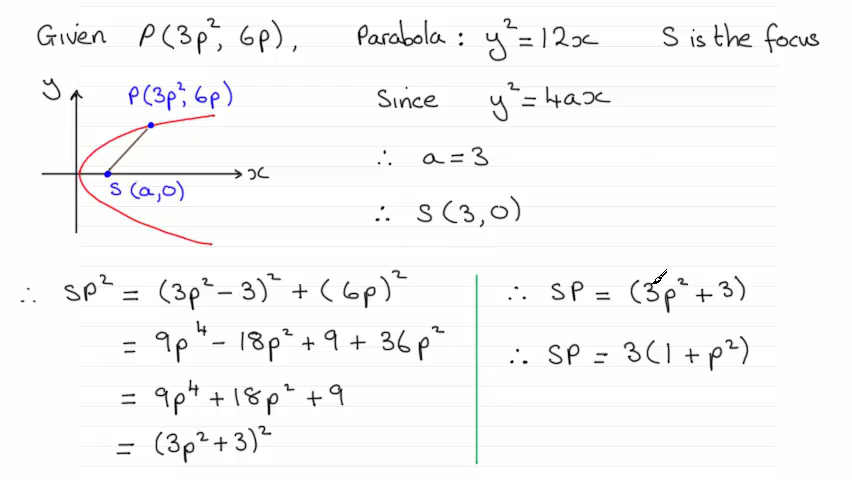 Given P(3p², 6p), Parabola: y² = 12x S is the focus
y
P(3p², 6p)
x
S(a,0)
Since y² = 4ax
∴ a = 3
∴ S(3,0)
∴ SP² = (3p² − 3)² + (6p)²
= 9p⁴ − 18p² + 9 + 36p²
= 9p⁴ + 18p² + 9
= (3p² + 3)²
∴ SP = (3p² + 3)
∴ SP = 3(1 + p²)